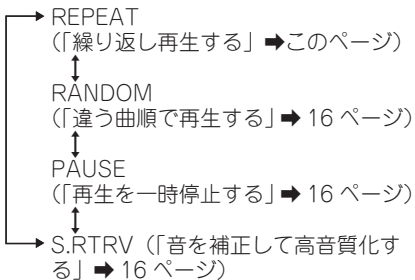 REPEAT
(「繰り返し再生する」➡このページ)
RANDOM
(「違う曲順で再生する」➡ 16 ページ)
PAUSE
(「再生を一時停止する」➡ 16 ページ)
S.RTRV(「音を補正して高音質化す
る」➡ 16 ページ)